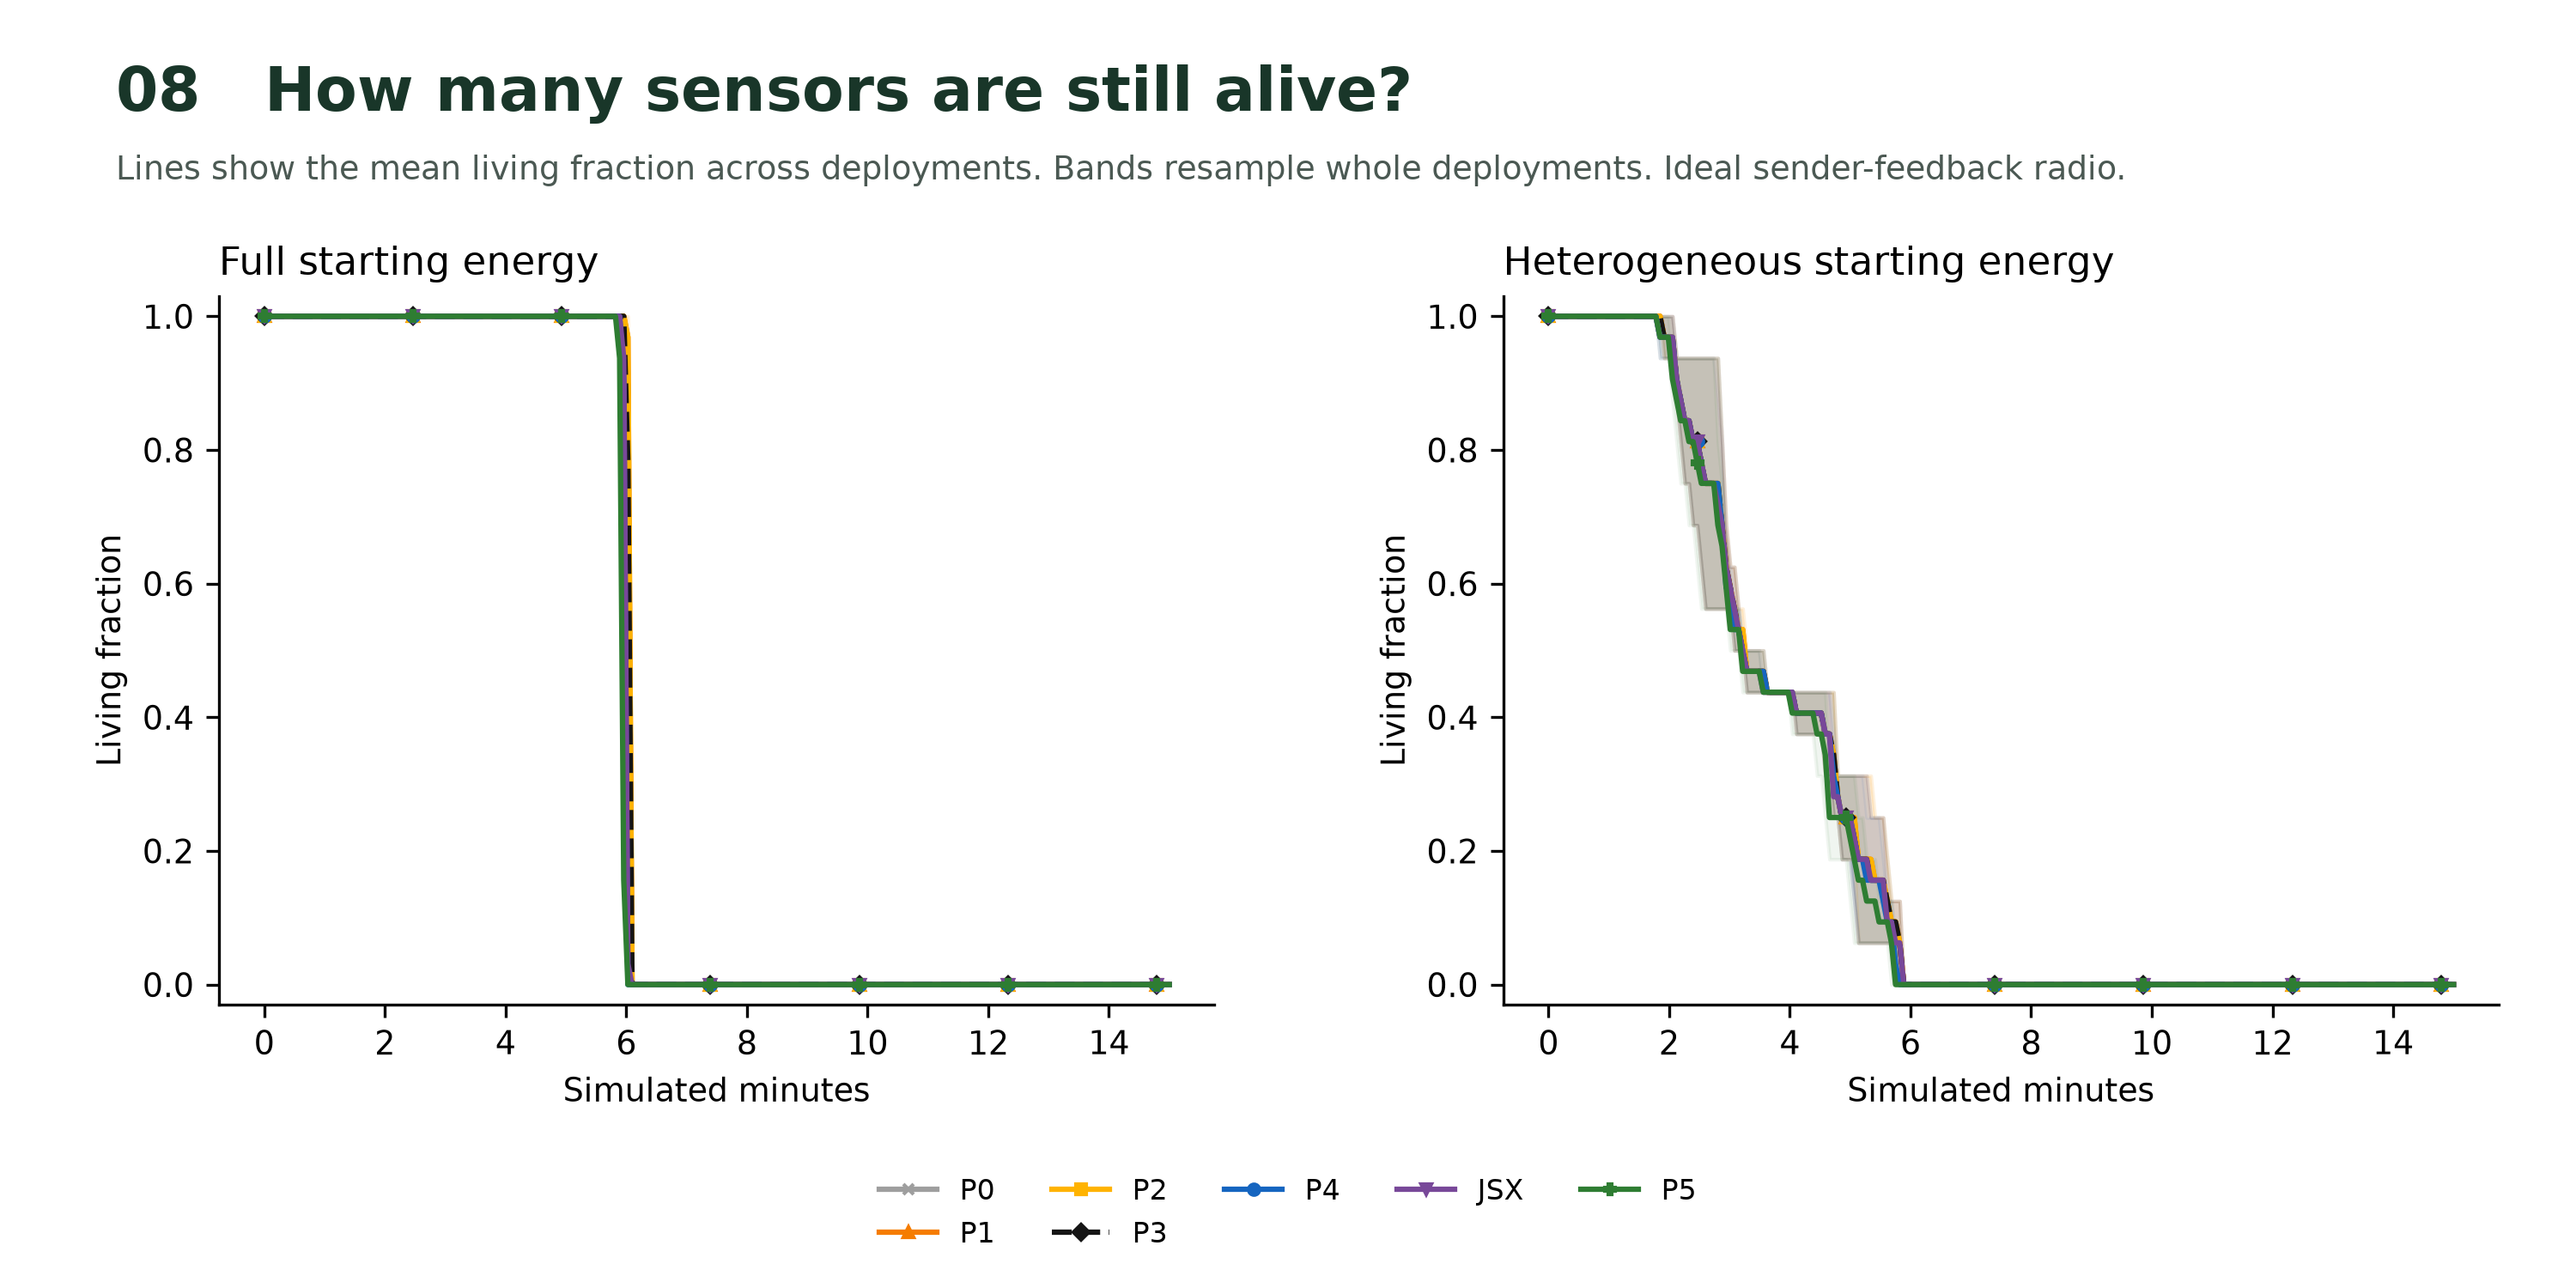 08 How many sensors are still alive?
Lines show the mean living fraction across deployments. Bands resample whole deployments. Ideal sender-feedback radio.
Full starting energy
1.0
0.8
0.6
0.4
0.2
0.0
Living fraction
0 2 4 6 8 10 12 14
Simulated minutes
Heterogeneous starting energy
1.0
0.8
0.6
0.4
0.2
0.0
Living fraction
0 2 4 6 8 10 12 14
Simulated minutes
P0 P2 P4 JSX P5
P1 P3